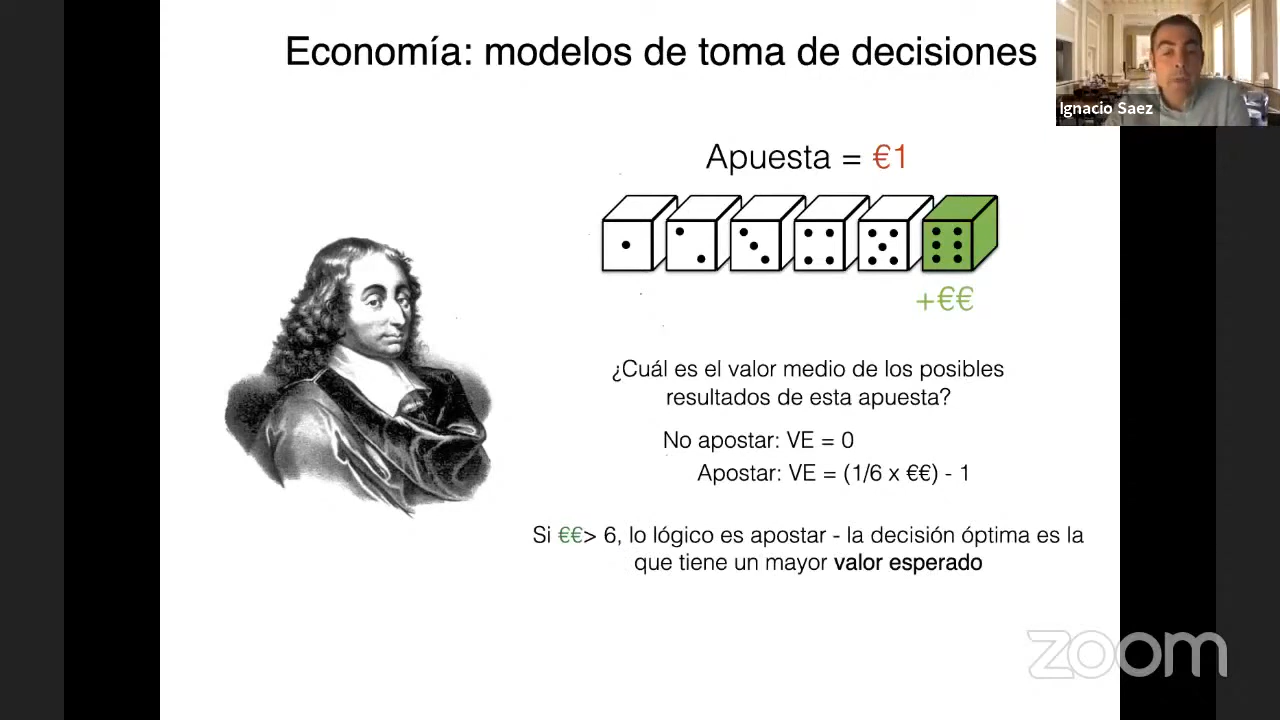 Economía: modelos de toma de decisiones
Ignacio Saez
Apuesta = €1
+€€
¿Cuál es el valor medio de los posibles
resultados de esta apuesta?
No apostar: VE = 0
Apostar: VE = (1/6 x €€) - 1
Si €€> 6, lo lógico es apostar - la decisión óptima es la
que tiene un mayor valor esperado
zoom